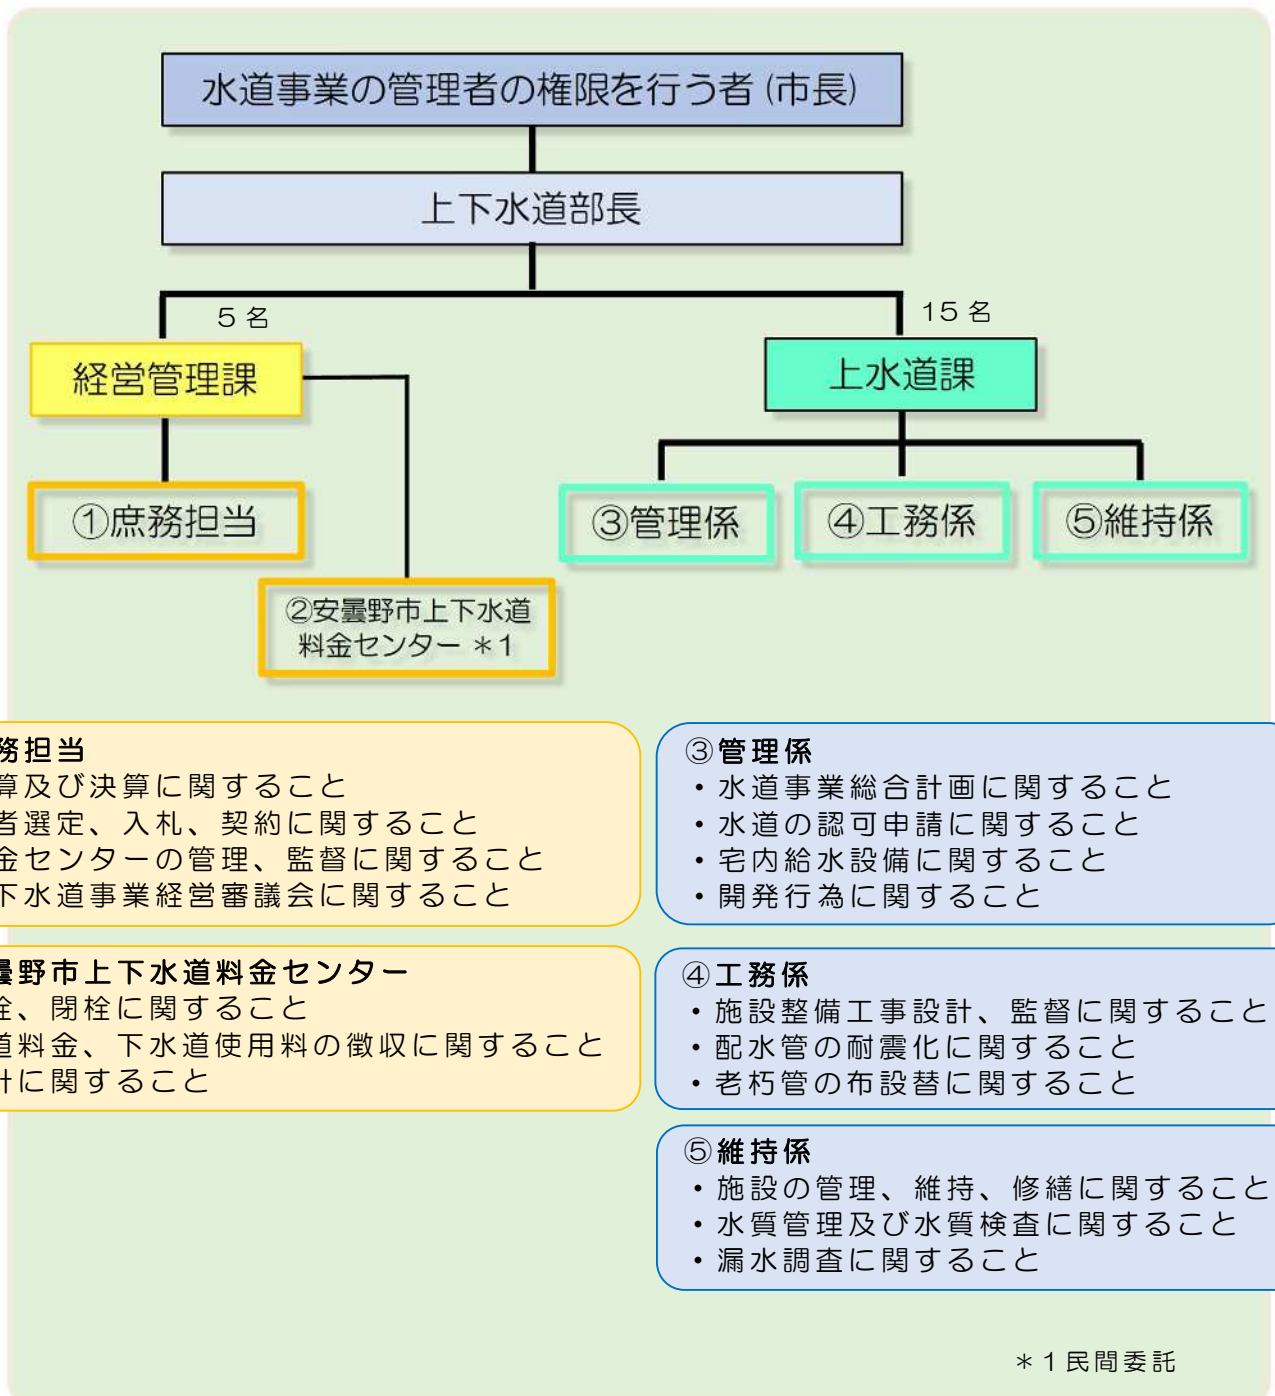 水道事業の管理者の権限を行う者(市長)
上下水道部長
5名
15名
経営管理課
上水道課
①庶務担当
③管理係
④工務係
⑤維持係
②安曇野市上下水道
料金センター ＊1
務担当
算及び決算に関すること
者選定、入札、契約に関すること
金センターの管理、監督に関すること
下水道事業経営審議会に関すること
曇野市上下水道料金センター
栓、閉栓に関すること
道料金、下水道使用料の徴収に関すること
計に関すること
③管理係
・水道事業総合計画に関すること
・水道の認可申請に関すること
・宅内給水設備に関すること
・開発行為に関すること
④工務係
・施設整備工事設計、監督に関すること
・配水管の耐震化に関すること
・老朽管の布設替に関すること
⑤維持係
・施設の管理、維持、修繕に関すること
・水質管理及び水質検査に関すること
・漏水調査に関すること
＊1民間委託